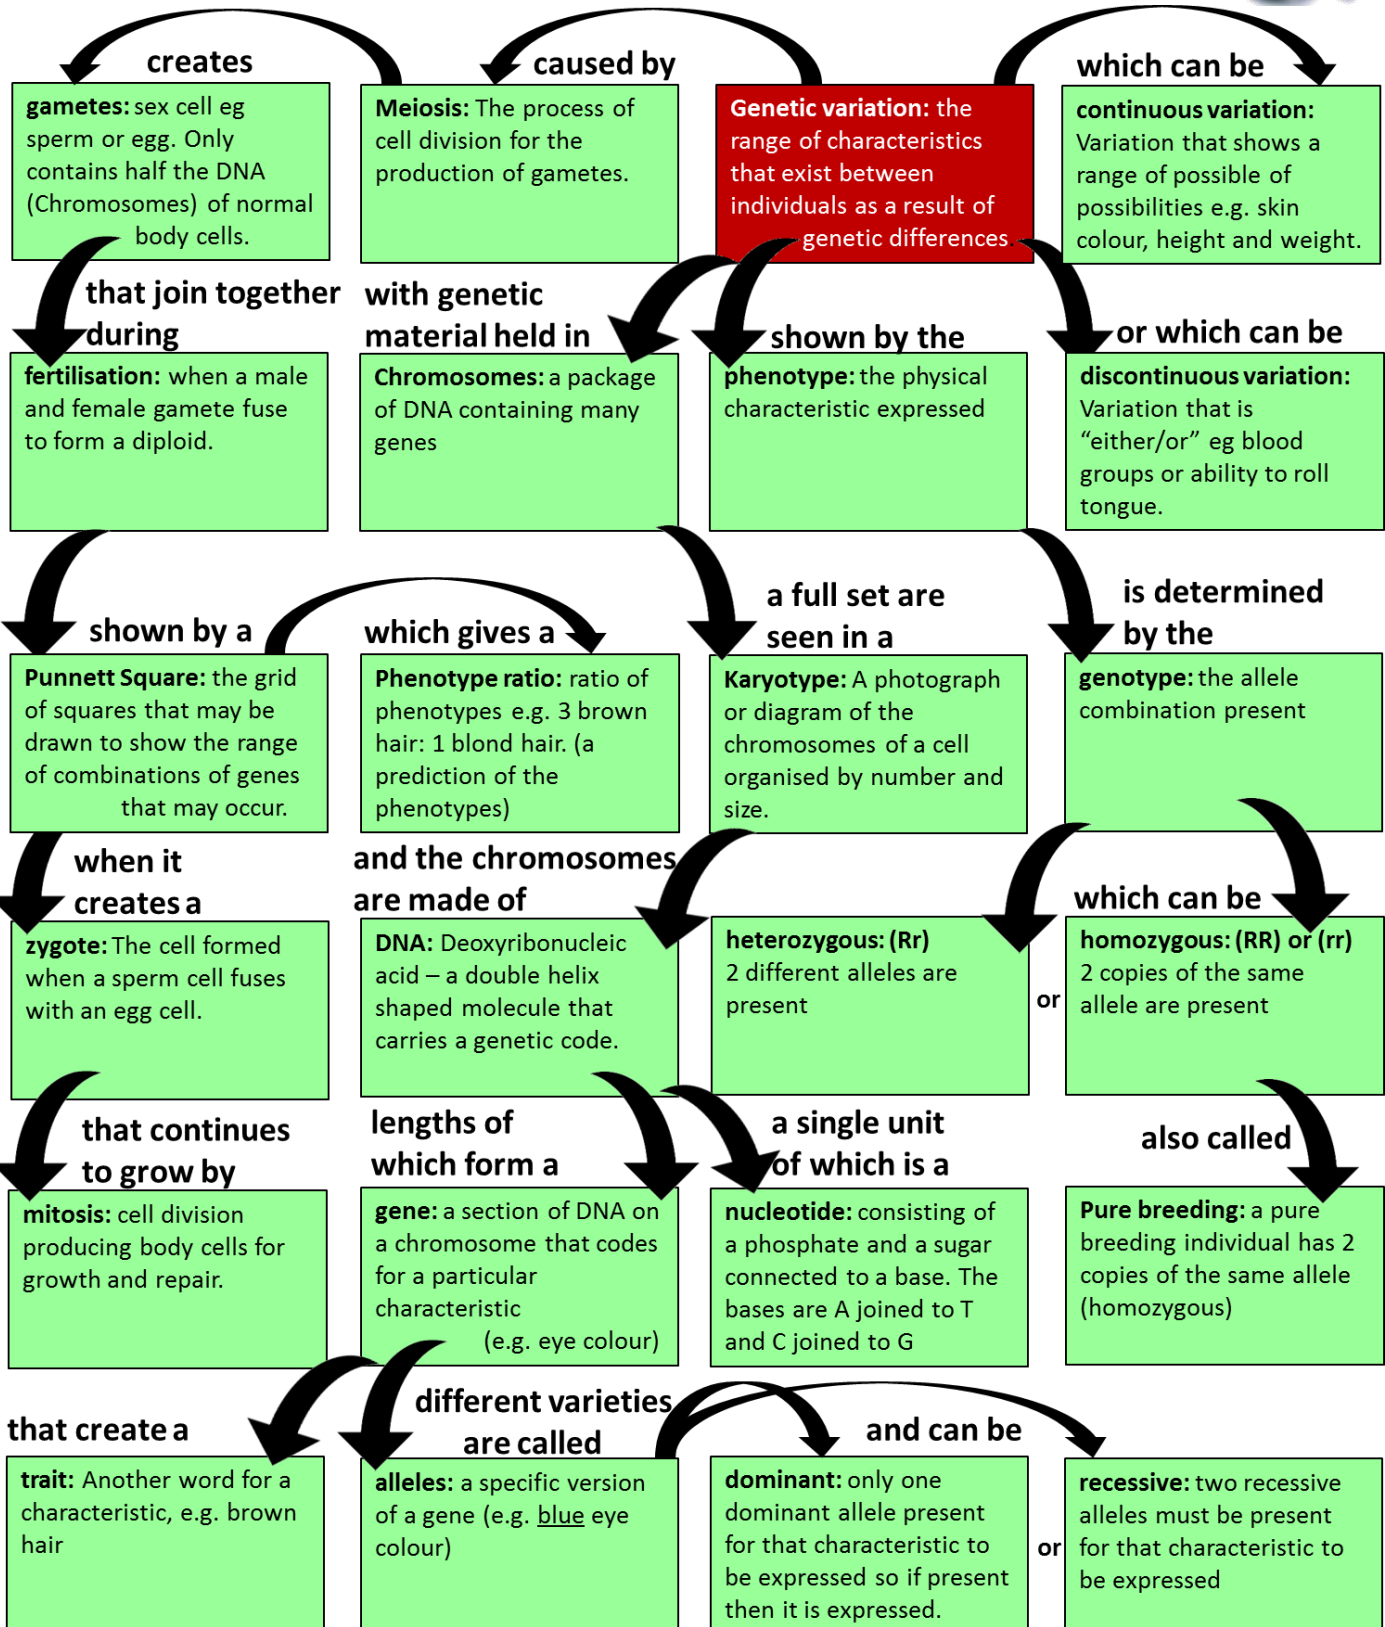 creates
caused by
which can be
gametes: sex cell eg
sperm or egg. Only
contains half the DNA
(Chromosomes) of normal
body cells.
Meiosis: The process of
cell division for the
production of gametes.
Genetic variation: the
range of characteristics
that exist between
individuals as a result of
genetic differences.
continuous variation:
Variation that shows a
range of possible of
possibilities e.g. skin
colour, height and weight.
that join together
during
with genetic
material held in
shown by the
or which can be
fertilisation: when a male
and female gamete fuse
to form a diploid.
Chromosomes: a package
of DNA containing many
genes
phenotype: the physical
characteristic expressed
discontinuous variation:
Variation that is
“either/or” eg blood
groups or ability to roll
tongue.
shown by a
which gives a
a full set are
seen in a
is determined
by the
Punnett Square: the grid
of squares that may be
drawn to show the range
of combinations of genes
that may occur.
Phenotype ratio: ratio of
phenotypes e.g. 3 brown
hair: 1 blond hair. (a
prediction of the
phenotypes)
Karyotype: A photograph
or diagram of the
chromosomes of a cell
organised by number and
size.
genotype: the allele
combination present
when it
creates a
and the chromosomes
are made of
which can be
zygote: The cell formed
when a sperm cell fuses
with an egg cell.
DNA: Deoxyribonucleic
acid – a double helix
shaped molecule that
carries a genetic code.
heterozygous: (Rr)
2 different alleles are
present
or
homozygous: (RR) or (rr)
2 copies of the same
allele are present
that continues
to grow by
lengths of
which form a
a single unit
of which is a
also called
mitosis: cell division
producing body cells for
growth and repair.
gene: a section of DNA on
a chromosome that codes
for a particular
characteristic
(e.g. eye colour)
nucleotide: consisting of
a phosphate and a sugar
connected to a base. The
bases are A joined to T
and C joined to G
Pure breeding: a pure
breeding individual has 2
copies of the same allele
(homozygous)
that create a
different varieties
are called
and can be
trait: Another word for a
characteristic, e.g. brown
hair
alleles: a specific version
of a gene (e.g. blue eye
colour)
dominant: only one
dominant allele present
for that characteristic to
be expressed so if present
then it is expressed.
or
recessive: two recessive
alleles must be present
for that characteristic to
be expressed